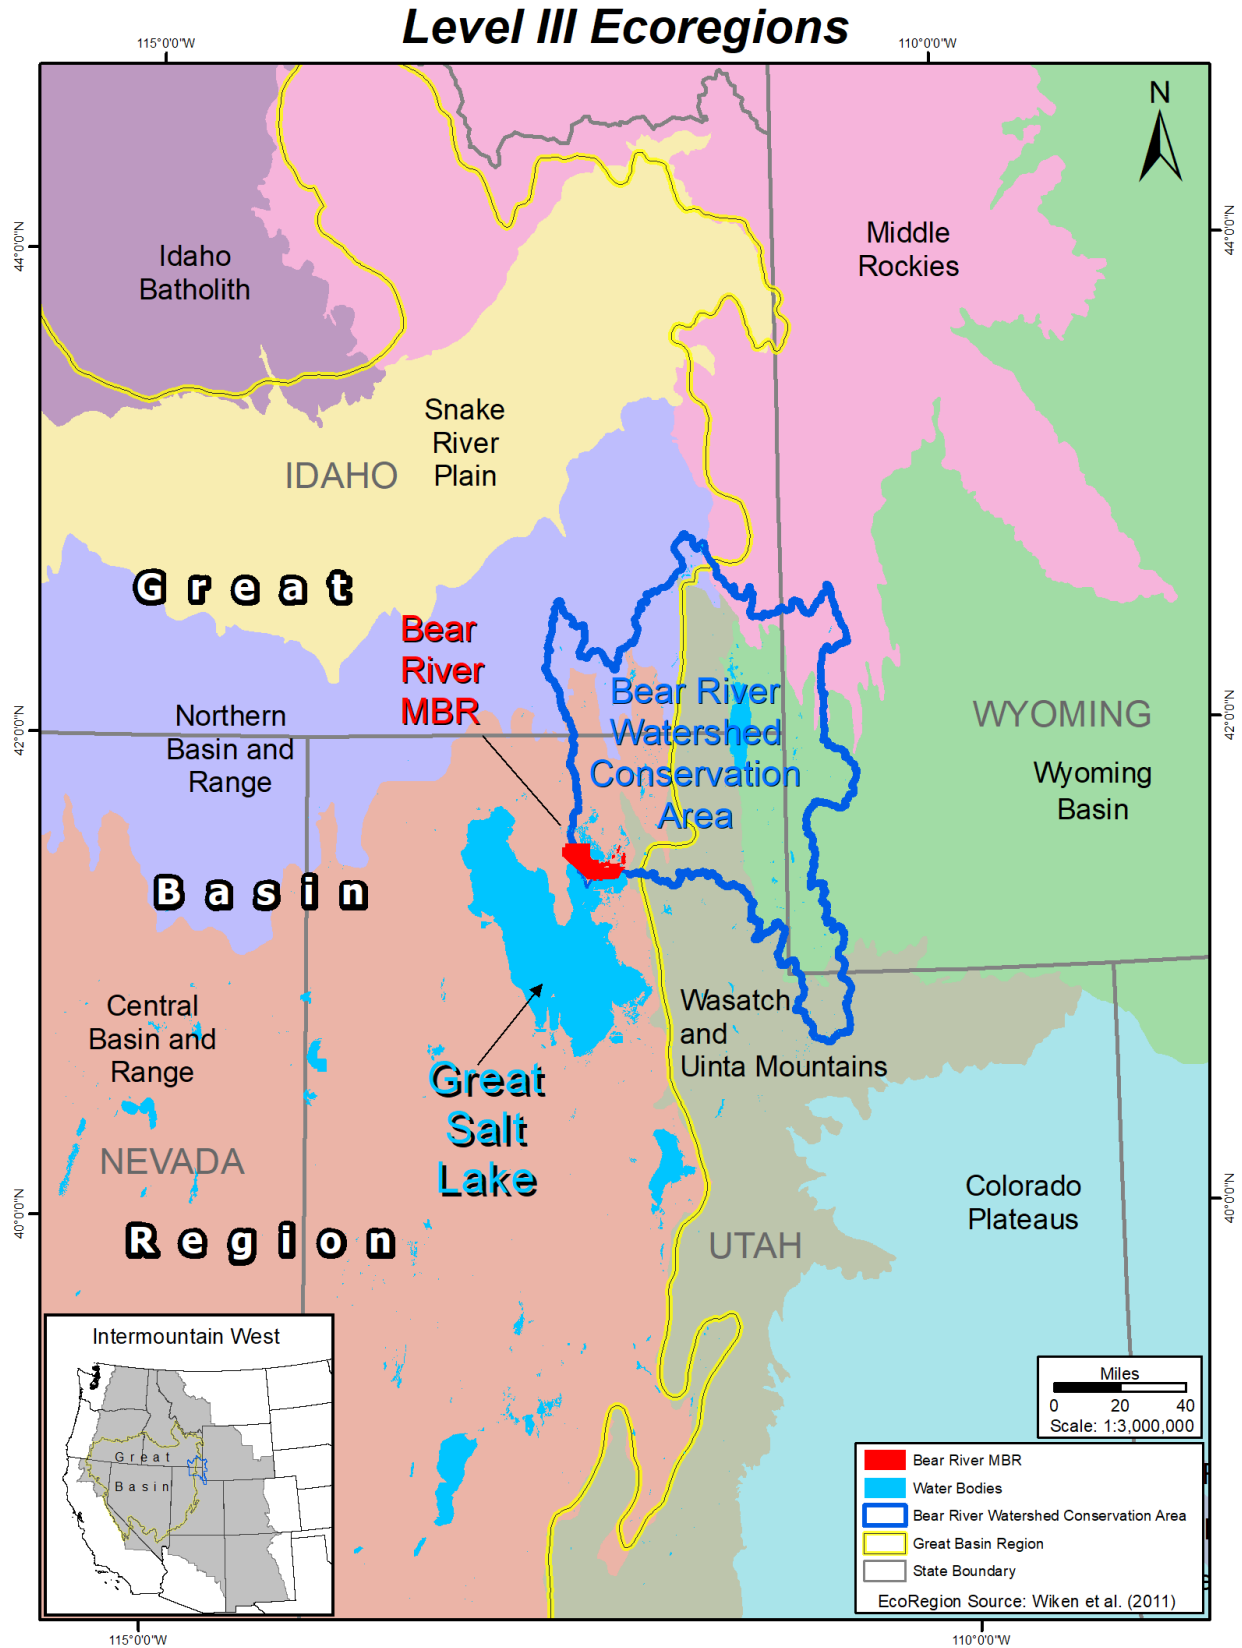 Level III Ecoregions
115°0'0"W
110°0'0"W
N
44°0'0"N
44°0'0"N
Idaho
Batholith
Middle
Rockies
Snake
River
Plain
IDAHO
Great
Bear
River
MBR
Bear River
Watershed
Conservation
Area
WYOMING
Northern
Basin and
Range
42°0'0"N
42°0'0"N
Wyoming
Basin
Basin
Central
Basin and
Range
Wasatch
and
Uinta Mountains
Great
Salt
Lake
NEVADA
Colorado
Plateaus
40°0'0"N
40°0'0"N
Region
UTAH
Intermountain West
Great
Basin
Miles
0 20 40
Scale: 1:3,000,000
Bear River MBR
Water Bodies
Bear River Watershed Conservation Area
Great Basin Region
State Boundary
EcoRegion Source: Wiken et al. (2011)
115°0'0"W
110°0'0"W